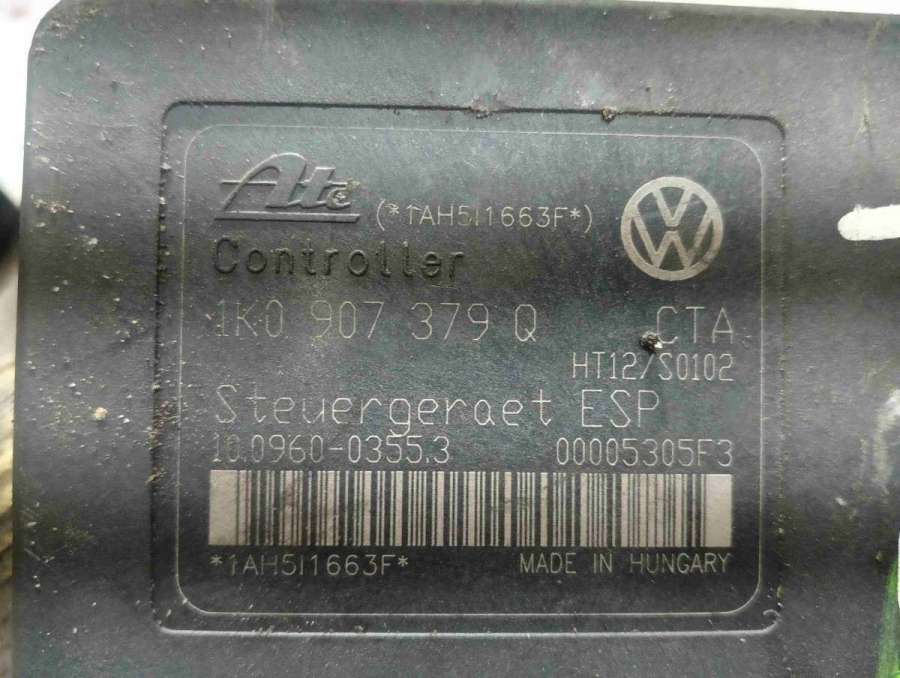 Ate (*1AH5I1663F*)
Controller
1K0 907 379 Q CTA
HT12/S0102
Steuergeraet ESP
10.0960-0355.3 00005305F3
*1AH5I1663F* MADE IN HUNGARY